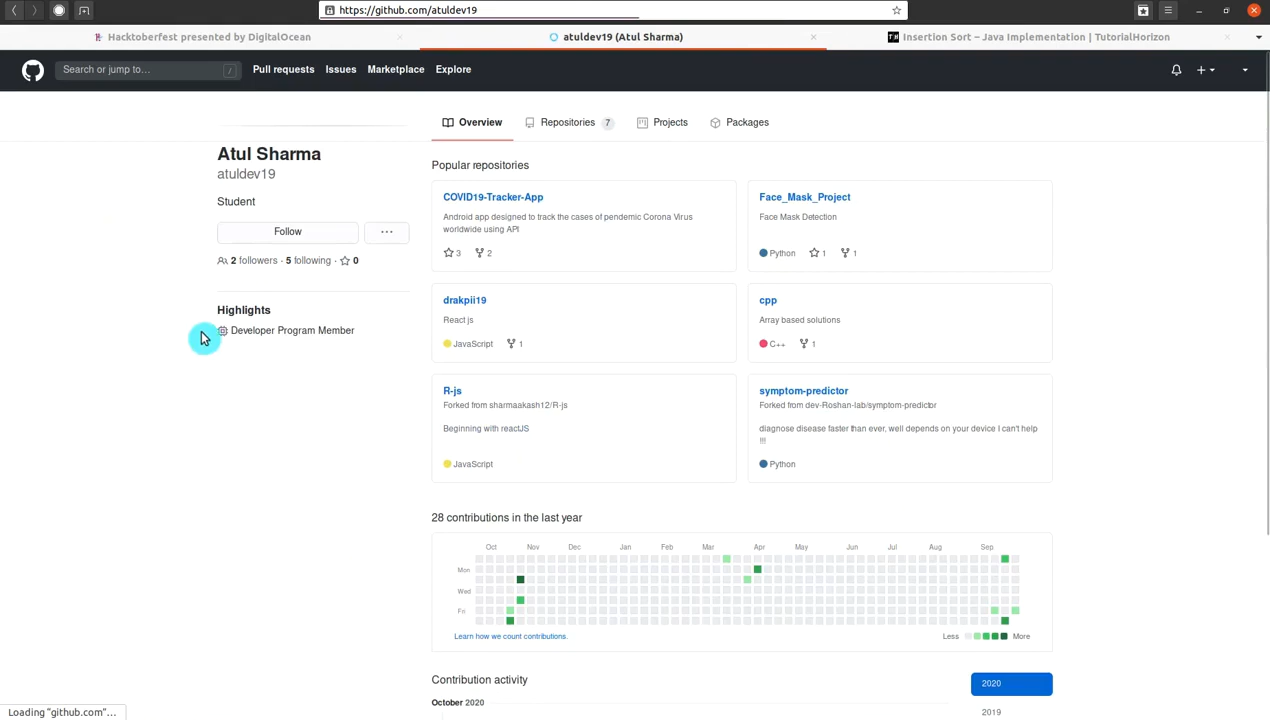 https://github.com/atuldev19
Hacktoberfest presented by DigitalOcean
atuldev19 (Atul Sharma)
Insertion Sort – Java Implementation | TutorialHorizon
Search or jump to…
/
Pull requests
Issues
Marketplace
Explore
Overview
Repositories 7
Projects
Packages
Atul Sharma
atuldev19
Student
Follow
...
2 followers · 5 following · 0
Highlights
Developer Program Member
Popular repositories
COVID19-Tracker-App
Android app designed to track the cases of pendemic Corona Virus
worldwide using API
3 2
Face_Mask_Project
Face Mask Detection
Python 1 1
drakpii19
React js
JavaScript 1
cpp
Array based solutions
C++ 1
R-js
Forked from sharmaakash12/R-js
Beginning with reactJS
JavaScript
symptom-predictor
Forked from dev-Roshan-lab/symptom-predictor
diagnose disease faster than ever, well depends on your device I can't help
!!!
Python
28 contributions in the last year
Oct Nov Dec Jan Feb Mar Apr May Jun Jul Aug Sep
Mon
Wed
Fri
Learn how we count contributions.
Less More
Contribution activity
October 2020
2020
2019
Loading "github.com"…